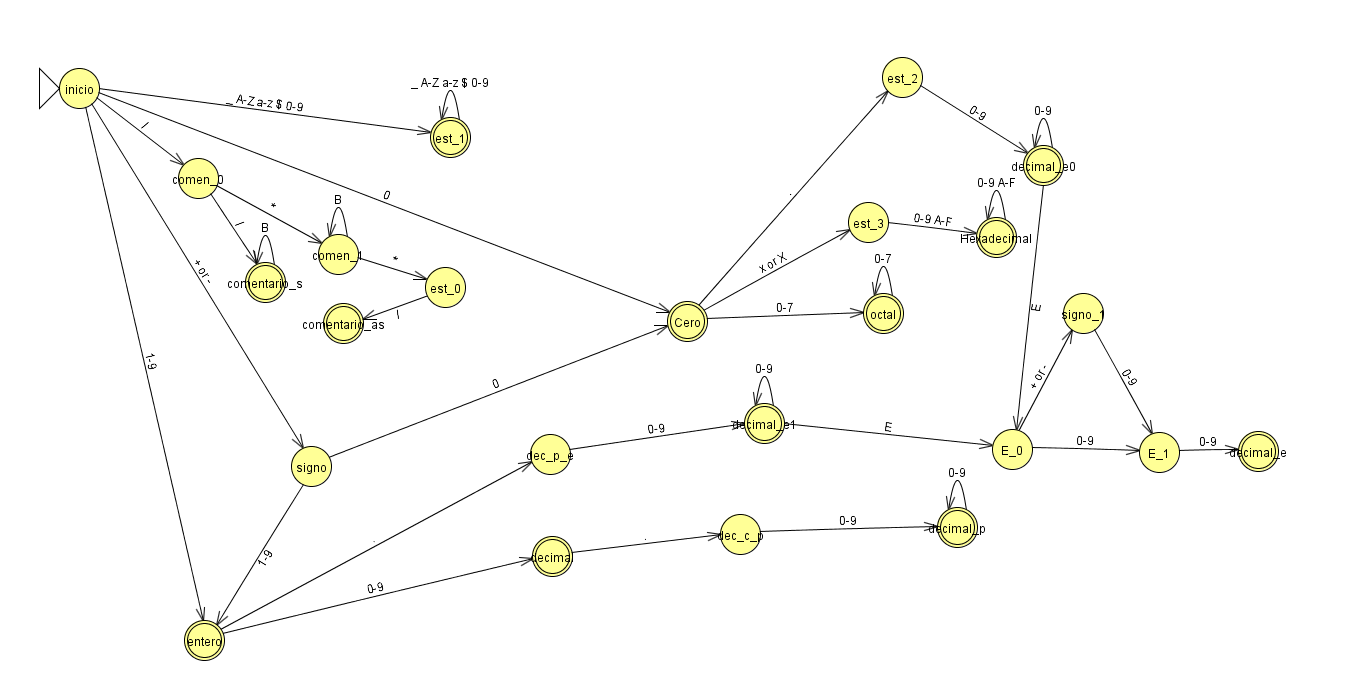 inicio
_ A-Z a-z $ 0-9
_ A-Z a-z $ 0-9
est_1
/
comen_0
*
/
B
comentario_s
B
comen_1
*
est_0
/
comentario_as
0
+ or -
1-9
signo
0
1-9
entero
Cero
.
est_2
0-9
0-9
decimal_e0
x or X
est_3
0-9 A-F
0-9 A-F
Hexadecimal
0-7
0-7
octal
E
.
dec_p_e
0-9
0-9
decimal_e1
E
E_0
+ or -
signo_1
0-9
0-9
E_1
0-9
decimal_e
0-9
decimal
.
dec_c_p
0-9
0-9
decimal_p